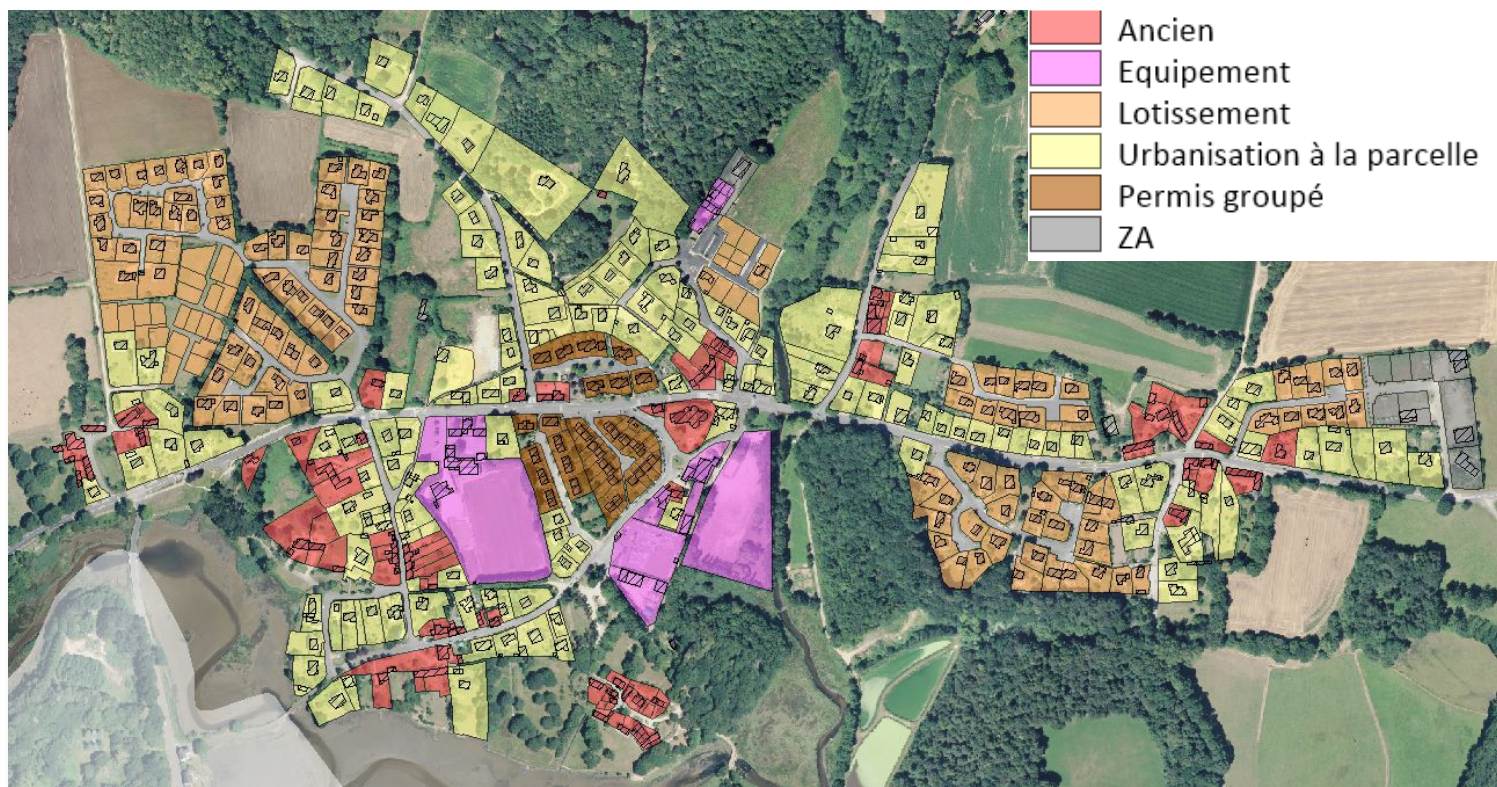 Ancien
Equipement
Lotissement
Urbanisation à la parcelle
Permis groupé
ZA